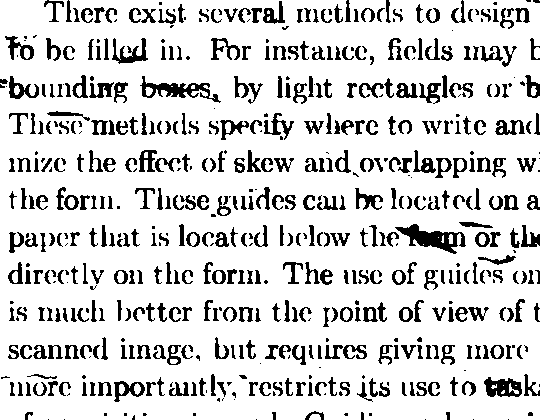 There exist several methods to design
To be filled in. For instance, fields may b
bounding boxes, by light rectangles or b
These methods specify where to write and
mize the effect of skew and overlapping wi
the form. These guides can be located on a
paper that is located below the form or the
directly on the form. The use of guides on
is much better from the point of view of t
scanned image, but requires giving more
more importantly, restricts its use to task